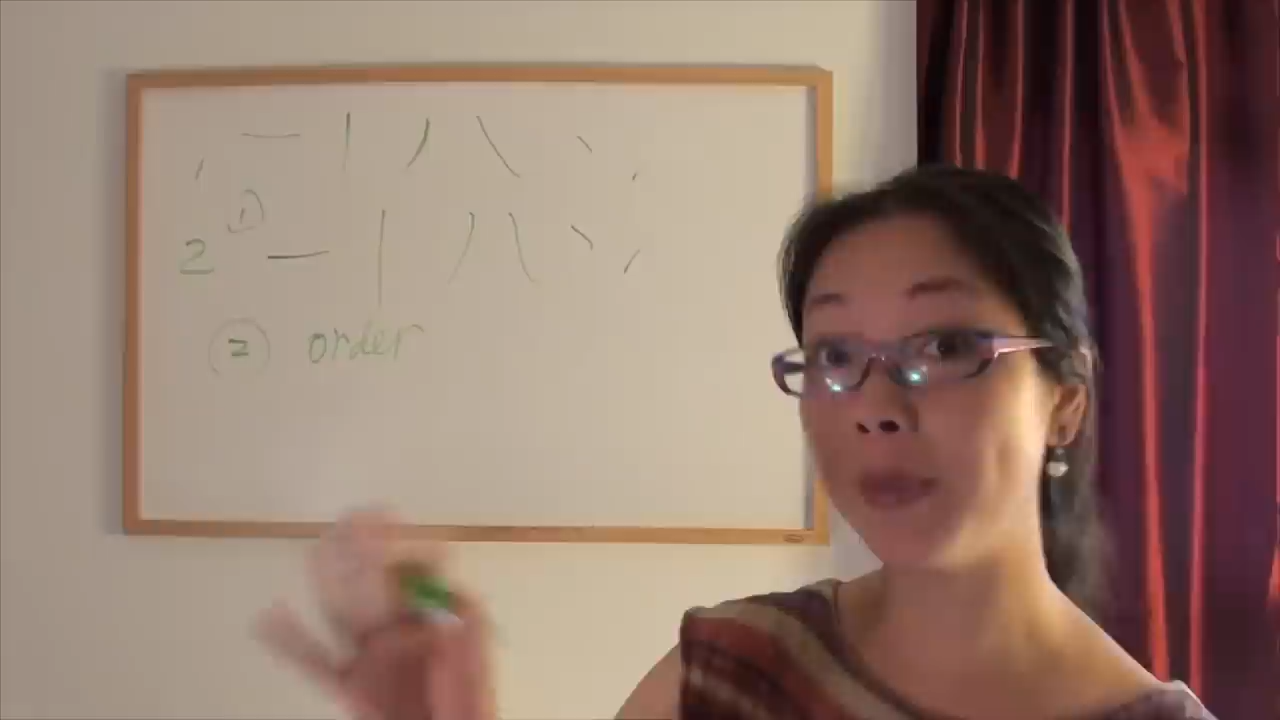 一 丨 丿 ㇏ 丶
①
2 一 丨 丿 ㇏ 丶
② order